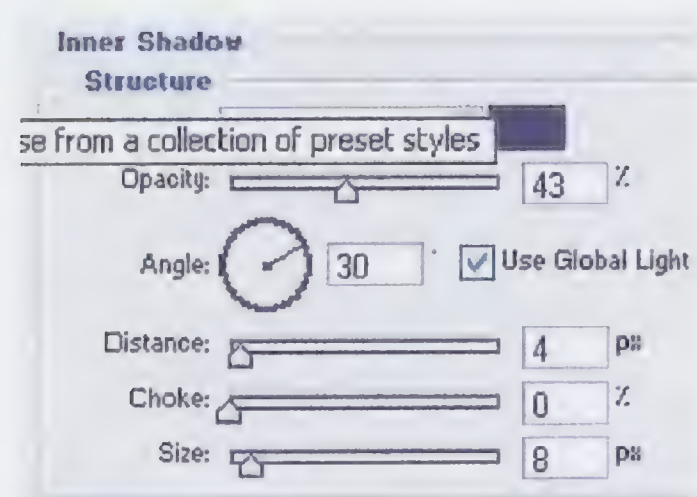 Inner Shadow
Structure
se from a collection of preset styles
Opacity: 43 %
Angle: 30 ° Use Global Light
Distance: 4 px
Choke: 0 %
Size: 8 px